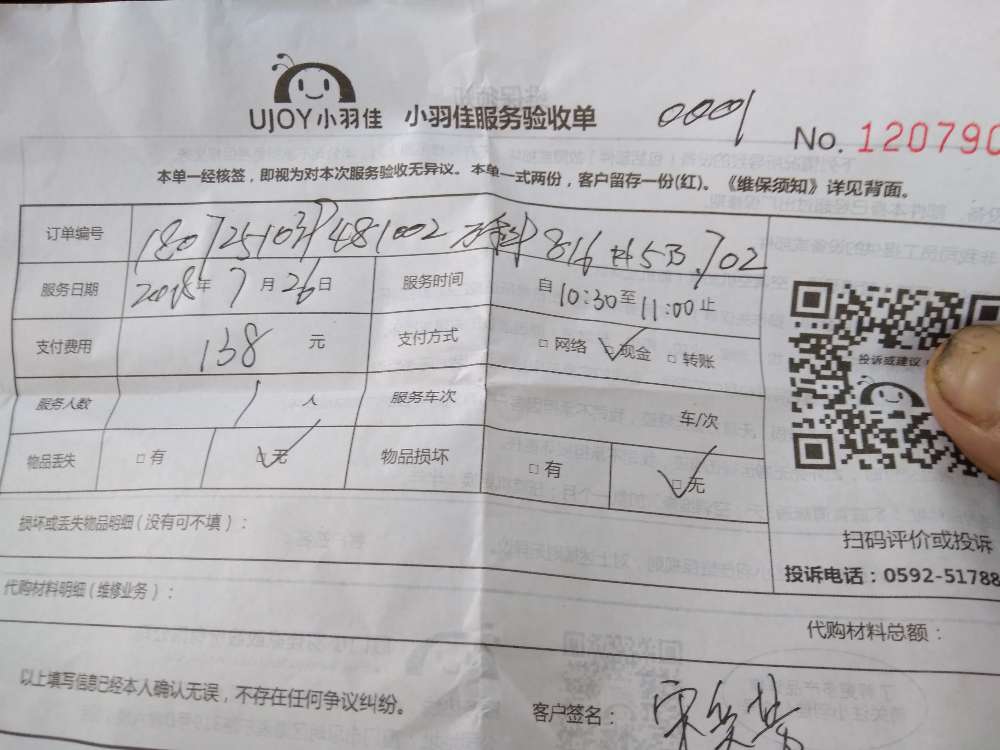 UJOY小羽佳 小羽佳服务验收单 0001 No. 120790
本单一经核签，即视为对本次服务验收无异议。本单一式两份，客户留存一份(红)。《维保须知》详见背面。
订单编号 816 702
服务日期 2018年7月26日 服务时间 自10:30至11:00止
支付费用 138 元 支付方式 □网络 □现金 □转账
投诉或建议
服务人数 1 人 服务车次 车/次
物品丢失 □有 □无 物品损坏 □有 □无
扫码评价或投诉
损坏或丢失物品明细(没有可不填)：
投诉电话：0592-51788
代购材料明细(维修业务)：
代购材料总额：
以上填写信息已经本人确认无误，不存在任何争议纠纷。
客户签名：